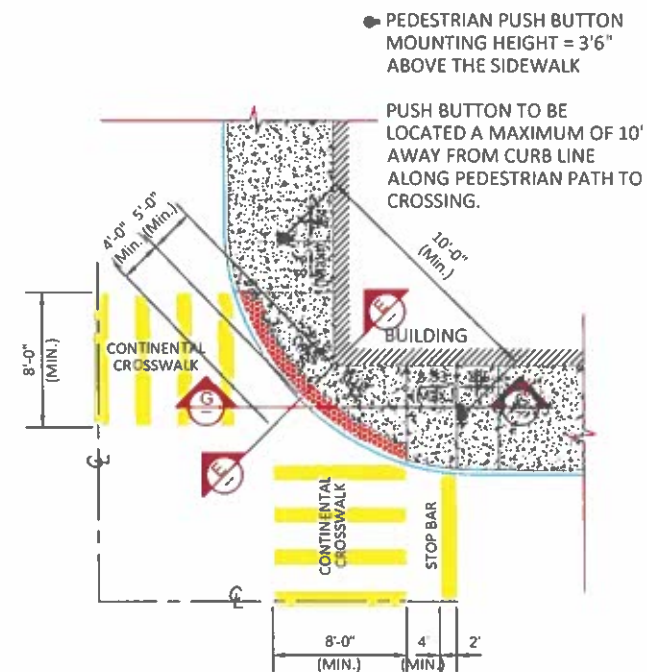 PEDESTRIAN PUSH BUTTON
MOUNTING HEIGHT = 3'6"
ABOVE THE SIDEWALK
PUSH BUTTON TO BE
LOCATED A MAXIMUM OF 10'
AWAY FROM CURB LINE
ALONG PEDESTRIAN PATH TO
CROSSING.
4'-0"
(Min.)
5'-0"
(Min.)
10'-0"
(Min.)
E
BUILDING
8'-0"
(MIN.)
CONTINENTAL
CROSSWALK
G
G
E
CONTINENTAL
CROSSWALK
STOP BAR
℄
℄
8'-0"
(MIN.)
4'
(MIN.)
2'